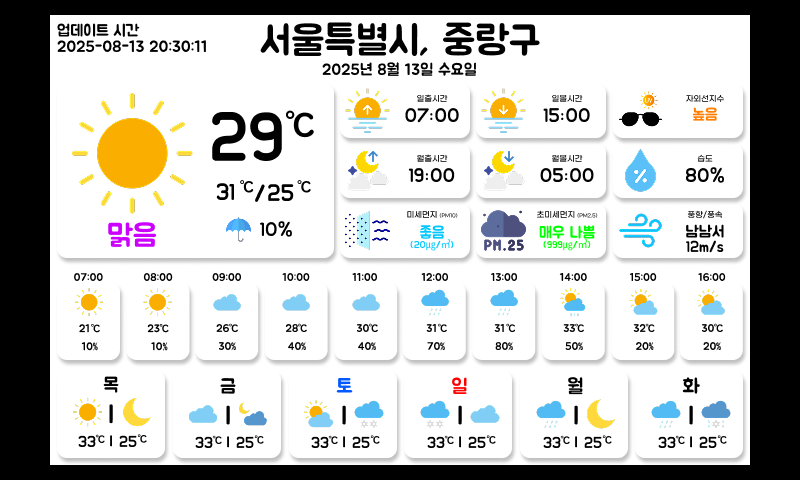 업데이트 시간
2025-08-13 20:30:11
서울특별시, 중랑구
2025년 8월 13일 수요일
29℃
31℃/25℃
맑음
10%
일출시간
07:00
일몰시간
15:00
UV
자외선지수
높음
월출시간
19:00
월몰시간
05:00
습도
80%
미세먼지 (PM10)
좋음
(20㎍/㎥)
PM.25
초미세먼지 (PM2.5)
매우 나쁨
(999㎍/㎥)
풍향/풍속
남남서
12m/s
07:00 08:00 09:00 10:00 11:00 12:00 13:00 14:00 15:00 16:00
21℃ 23℃ 26℃ 28℃ 30℃ 31℃ 31℃ 33℃ 32℃ 30℃
10% 10% 30% 40% 40% 70% 80% 50% 20% 20%
목 금 토 일 월 화
33℃ | 25℃ 33℃ | 25℃ 33℃ | 25℃ 33℃ | 25℃ 33℃ | 25℃ 33℃ | 25℃